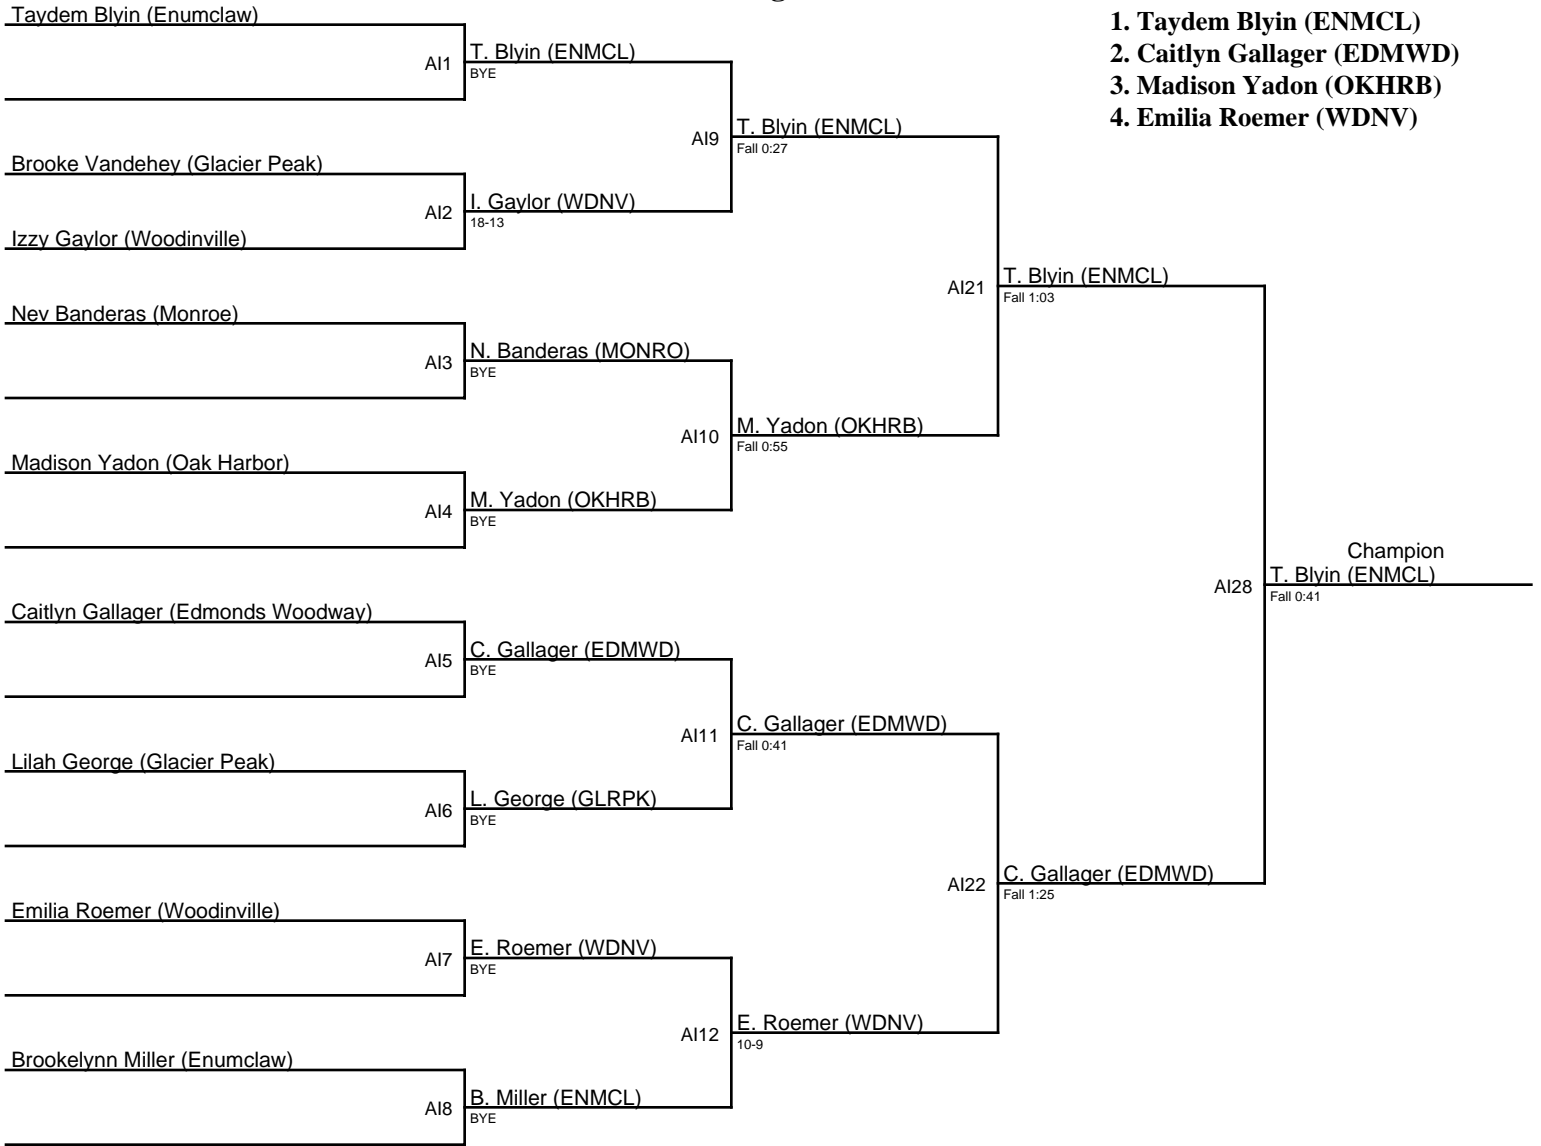 Taydem Blyin (Enumclaw)
AI1
T. Blyin (ENMCL)
BYE
Brooke Vandehey (Glacier Peak)
AI2
I. Gaylor (WDNV)
18-13
Izzy Gaylor (Woodinville)
AI9
T. Blyin (ENMCL)
Fall 0:27
Nev Banderas (Monroe)
AI3
N. Banderas (MONRO)
BYE
Madison Yadon (Oak Harbor)
AI4
M. Yadon (OKHRB)
BYE
AI10
M. Yadon (OKHRB)
Fall 0:55
AI21
T. Blyin (ENMCL)
Fall 1:03
Caitlyn Gallager (Edmonds Woodway)
AI5
C. Gallager (EDMWD)
BYE
Lilah George (Glacier Peak)
AI6
L. George (GLRPK)
BYE
AI11
C. Gallager (EDMWD)
Fall 0:41
Emilia Roemer (Woodinville)
AI7
E. Roemer (WDNV)
BYE
Brookelynn Miller (Enumclaw)
AI8
B. Miller (ENMCL)
BYE
AI12
E. Roemer (WDNV)
10-9
AI22
C. Gallager (EDMWD)
Fall 1:25
AI28
Champion
T. Blyin (ENMCL)
Fall 0:41
1. Taydem Blyin (ENMCL)
2. Caitlyn Gallager (EDMWD)
3. Madison Yadon (OKHRB)
4. Emilia Roemer (WDNV)